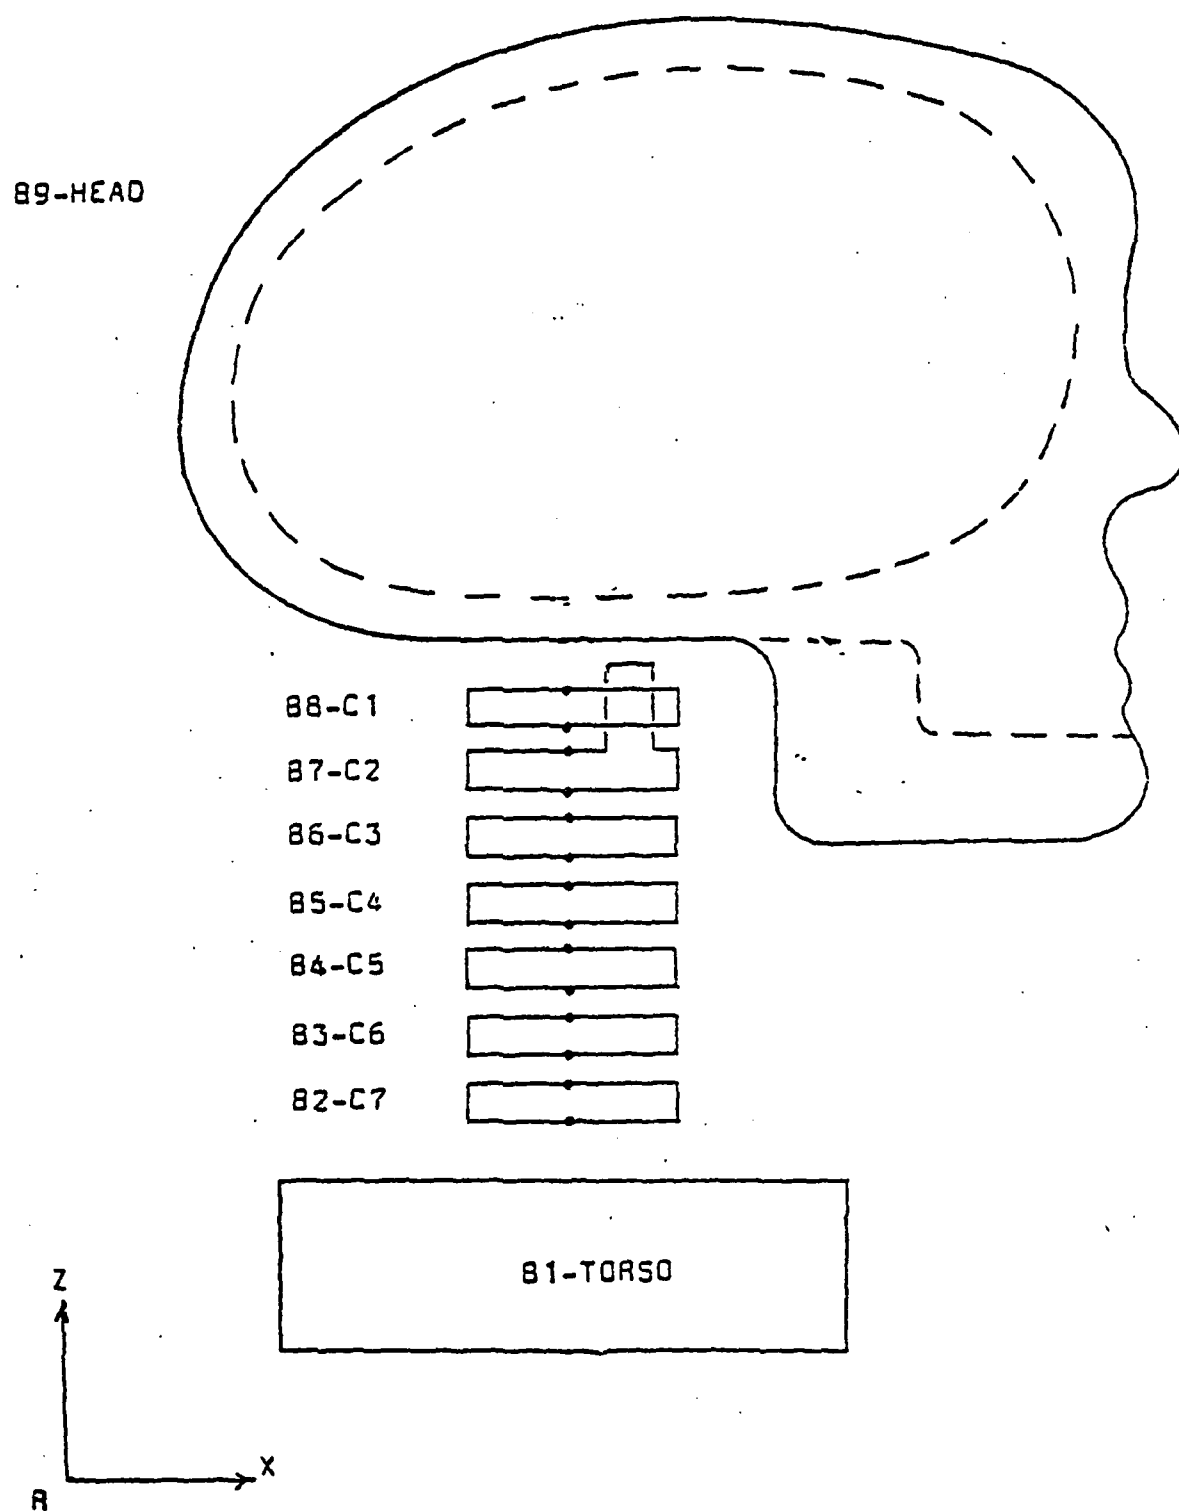 B9-HEAD
B8-C1
B7-C2
B6-C3
B5-C4
B4-C5
B3-C6
B2-C7
B1-TORSO
Z
X
R